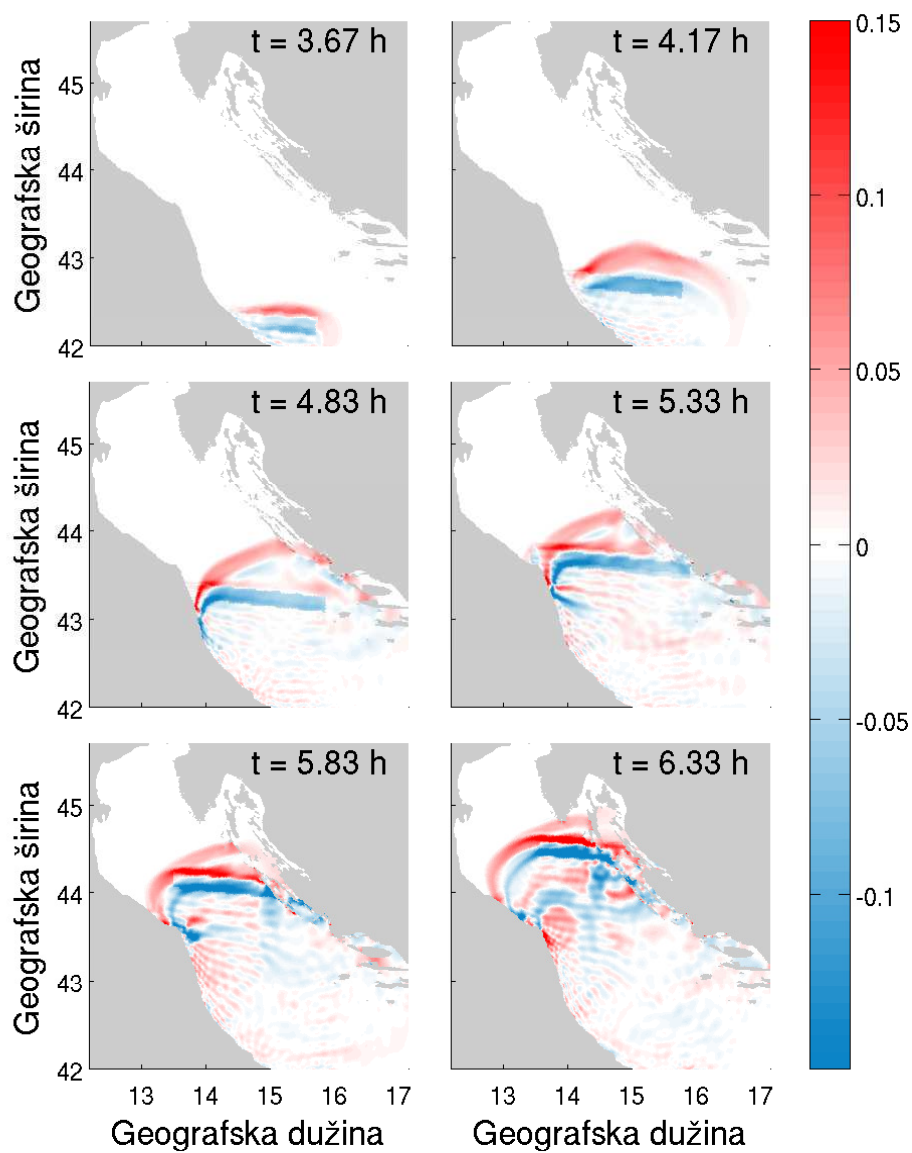 t = 3.67 h
t = 4.17 h
0.15
0.1
0.05
0
-0.05
-0.1
Geografska širina
45
44
43
42
t = 4.83 h
t = 5.33 h
Geografska širina
45
44
43
42
t = 5.83 h
t = 6.33 h
Geografska širina
45
44
43
42
13 14 15 16 17
13 14 15 16 17
Geografska dužina
Geografska dužina